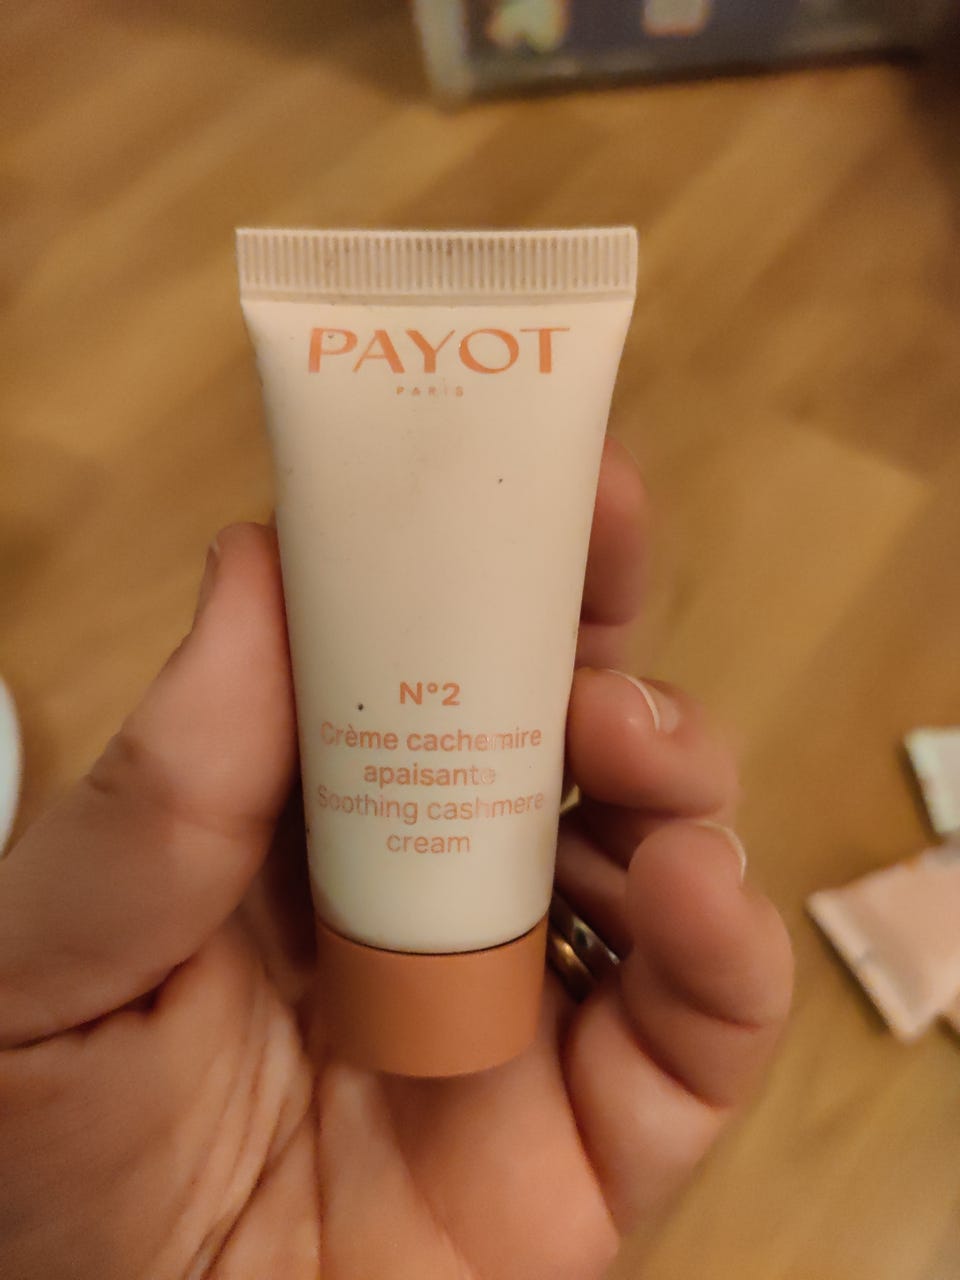 PAYOT
PARIS
N°2
Crème cachemire
apaisante
Soothing cashmere
cream